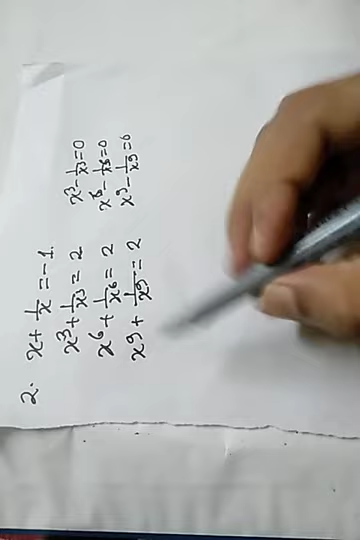 2. x + 1/x = -1.
x³ + 1/x³ = 2 x³ - 1/x³ = 0
x⁶ + 1/x⁶ = 2 x⁶ - 1/x⁶ = 0
x⁹ + 1/x⁹ = 2 x⁹ - 1/x⁹ = 0